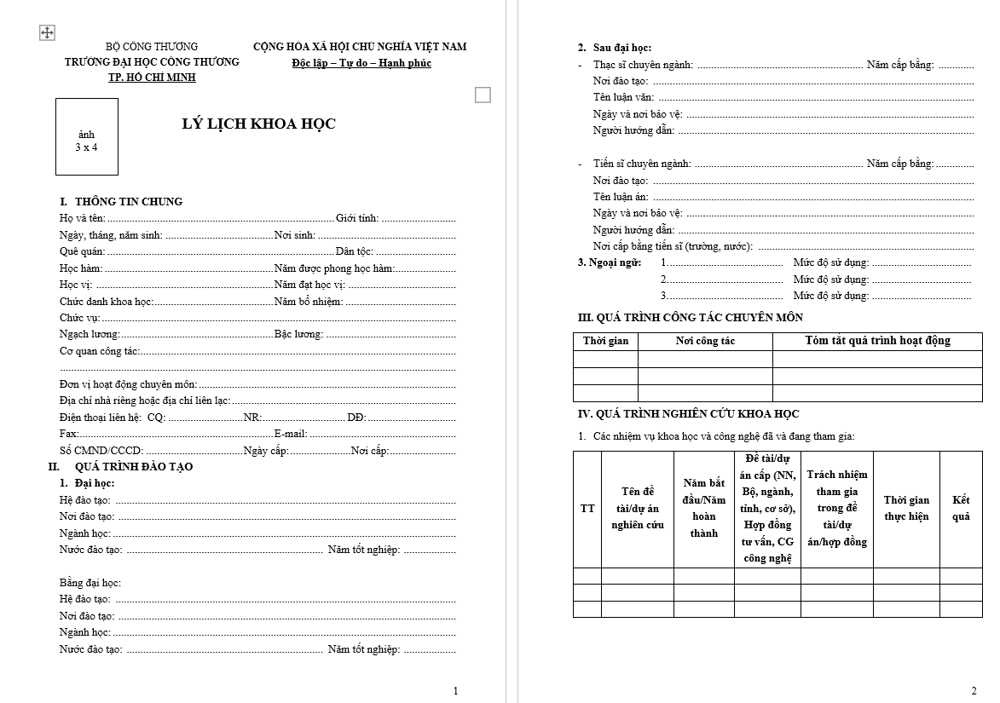 BỘ CÔNG THƯƠNG
TRƯỜNG ĐẠI HỌC CÔNG THƯƠNG
TP. HỒ CHÍ MINH
CỘNG HÒA XÃ HỘI CHỦ NGHĨA VIỆT NAM
Độc lập – Tự do – Hạnh phúc
ảnh
3 x 4
LÝ LỊCH KHOA HỌC
I. THÔNG TIN CHUNG
Họ và tên: Giới tính:
Ngày, tháng, năm sinh: Nơi sinh:
Quê quán: Dân tộc:
Học hàm: Năm được phong học hàm:
Học vị: Năm đạt học vị:
Chức danh khoa học: Năm bổ nhiệm:
Chức vụ:
Ngạch lương: Bậc lương:
Cơ quan công tác:
Đơn vị hoạt động chuyên môn:
Địa chỉ nhà riêng hoặc địa chỉ liên lạc:
Điện thoại liên hệ: CQ: NR: DĐ:
Fax: E-mail:
Số CMND/CCCD: Ngày cấp: Nơi cấp:
II. QUÁ TRÌNH ĐÀO TẠO
1. Đại học:
Hệ đào tạo:
Nơi đào tạo:
Ngành học:
Nước đào tạo: Năm tốt nghiệp:
Bằng đại học:
Hệ đào tạo:
Nơi đào tạo:
Ngành học:
Nước đào tạo: Năm tốt nghiệp:
1
2. Sau đại học:
- Thạc sĩ chuyên ngành: Năm cấp bằng:
Nơi đào tạo:
Tên luận văn:
Ngày và nơi bảo vệ:
Người hướng dẫn:
- Tiến sĩ chuyên ngành: Năm cấp bằng:
Nơi đào tạo:
Tên luận án:
Ngày và nơi bảo vệ:
Người hướng dẫn:
Nơi cấp bằng tiến sĩ (trường, nước):
3. Ngoại ngữ: 1. Mức độ sử dụng:
2. Mức độ sử dụng:
3. Mức độ sử dụng:
III. QUÁ TRÌNH CÔNG TÁC CHUYÊN MÔN
Thời gian Nơi công tác Tóm tắt quá trình hoạt động
IV. QUÁ TRÌNH NGHIÊN CỨU KHOA HỌC
1. Các nhiệm vụ khoa học và công nghệ đã và đang tham gia:
TT
Tên đề
tài/dự án
nghiên cứu
Năm bắt
đầu/Năm
hoàn
thành
Đề tài/dự
án cấp (NN,
Bộ, ngành,
tỉnh, cơ sở),
Hợp đồng
tư vấn, CG
công nghệ
Trách nhiệm
tham gia
trong đề
tài/dự
án/hợp đồng
Thời gian
thực hiện
Kết
quả
2